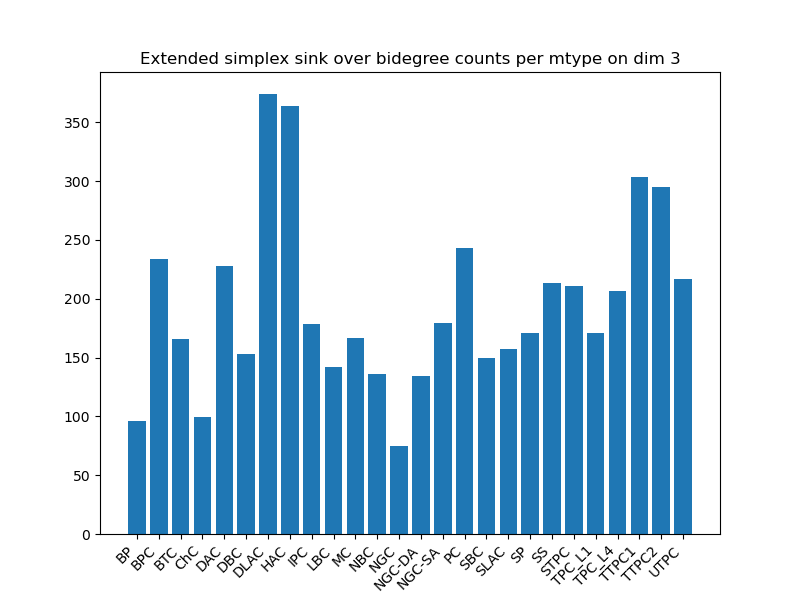 Extended simplex sink over bidegree counts per mtype on dim 3
350
300
250
200
150
100
50
0
BP
BPC
BTC
ChC
DAC
DBC
DLAC
HAC
IPC
LBC
MC
NBC
NGC
NGC-DA
NGC-SA
PC
SBC
SLAC
SP
SS
STPC
TPC_L1
TPC_L4
TTPC1
TTPC2
UTPC